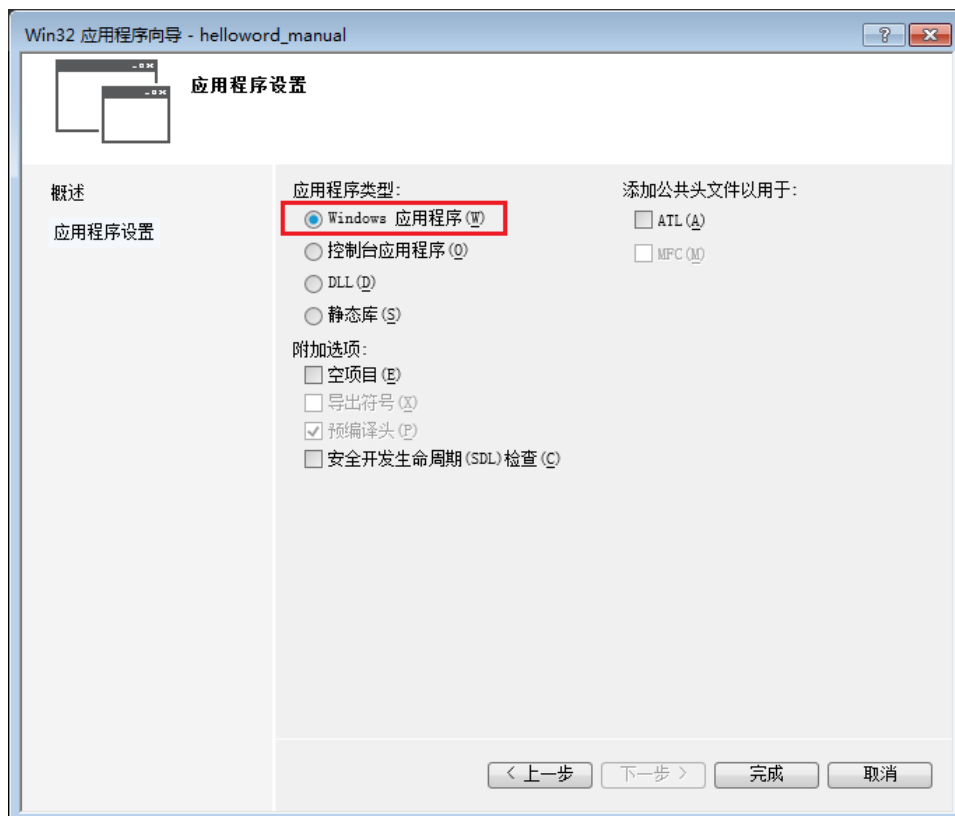 Win32 应用程序向导 - helloword_manual
应用程序设置
概述
应用程序设置
应用程序类型:
Windows 应用程序(W)
控制台应用程序(O)
DLL(D)
静态库(S)
附加选项:
空项目(E)
导出符号(X)
预编译头(P)
安全开发生命周期(SDL)检查(C)
添加公共头文件以用于:
ATL(A)
MFC(M)
< 上一步
下一步 >
完成
取消